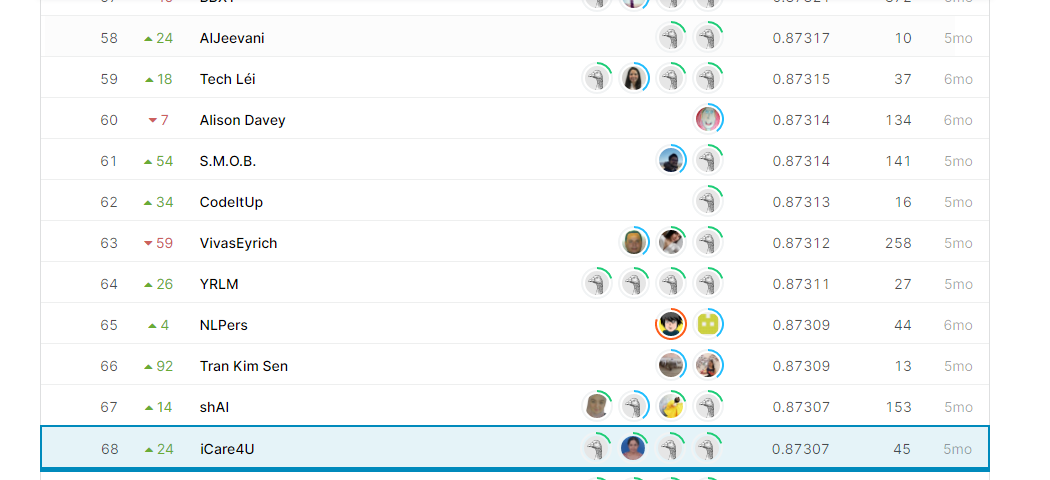 58 24 AIJeevani 0.87317 10 5mo
59 18 Tech Léi 0.87315 37 6mo
60 7 Alison Davey 0.87314 134 6mo
61 54 S.M.O.B. 0.87314 141 5mo
62 34 CodeItUp 0.87313 16 5mo
63 59 VivasEyrich 0.87312 258 5mo
64 26 YRLM 0.87311 27 5mo
65 4 NLPers 0.87309 44 6mo
66 92 Tran Kim Sen 0.87309 13 5mo
67 14 shAI 0.87307 153 5mo
68 24 iCare4U 0.87307 45 5mo